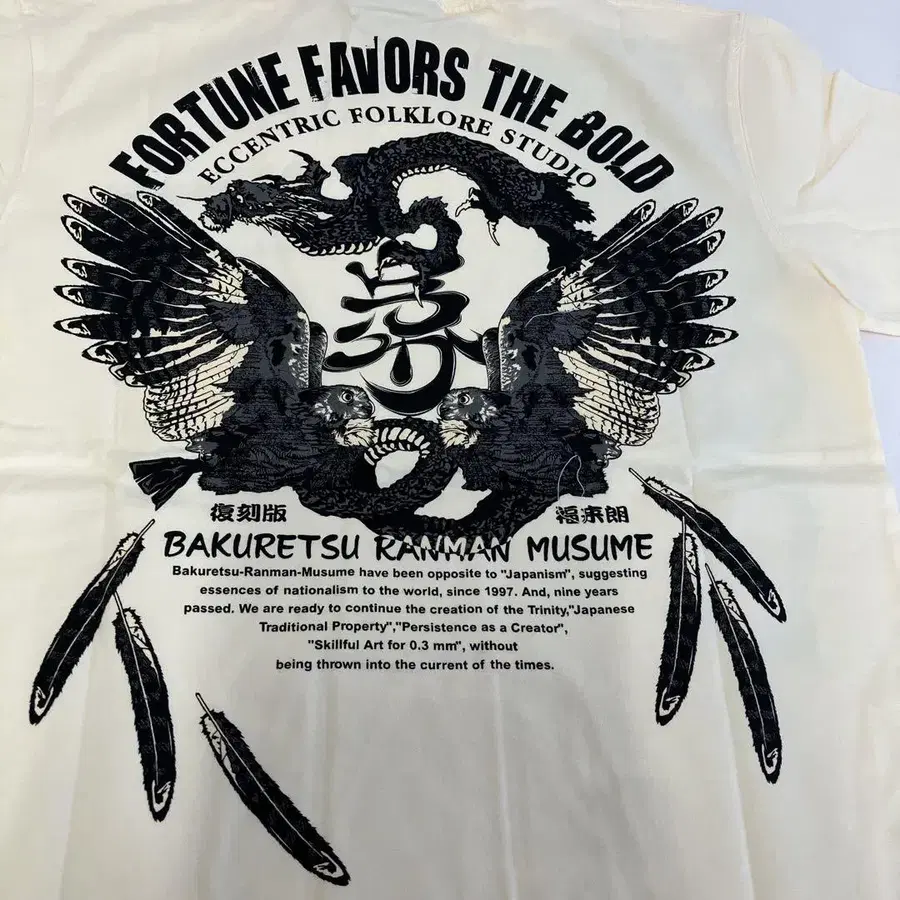 FORTUNE FAVORS THE BOLD
ECCENTRIC FOLKLORE STUDIO
復刻版
福来朗
BAKURETSU RANMAN MUSUME
Bakuretsu-Ranman-Musume have been opposite to "Japanism", suggesting
essences of nationalism to the world, since 1997. And, nine years
passed. We are ready to continue the creation of the Trinity,"Japanese
Traditional Property","Persistence as a Creator",
"Skillful Art for 0.3 mm", without
being thrown into the current of the times.